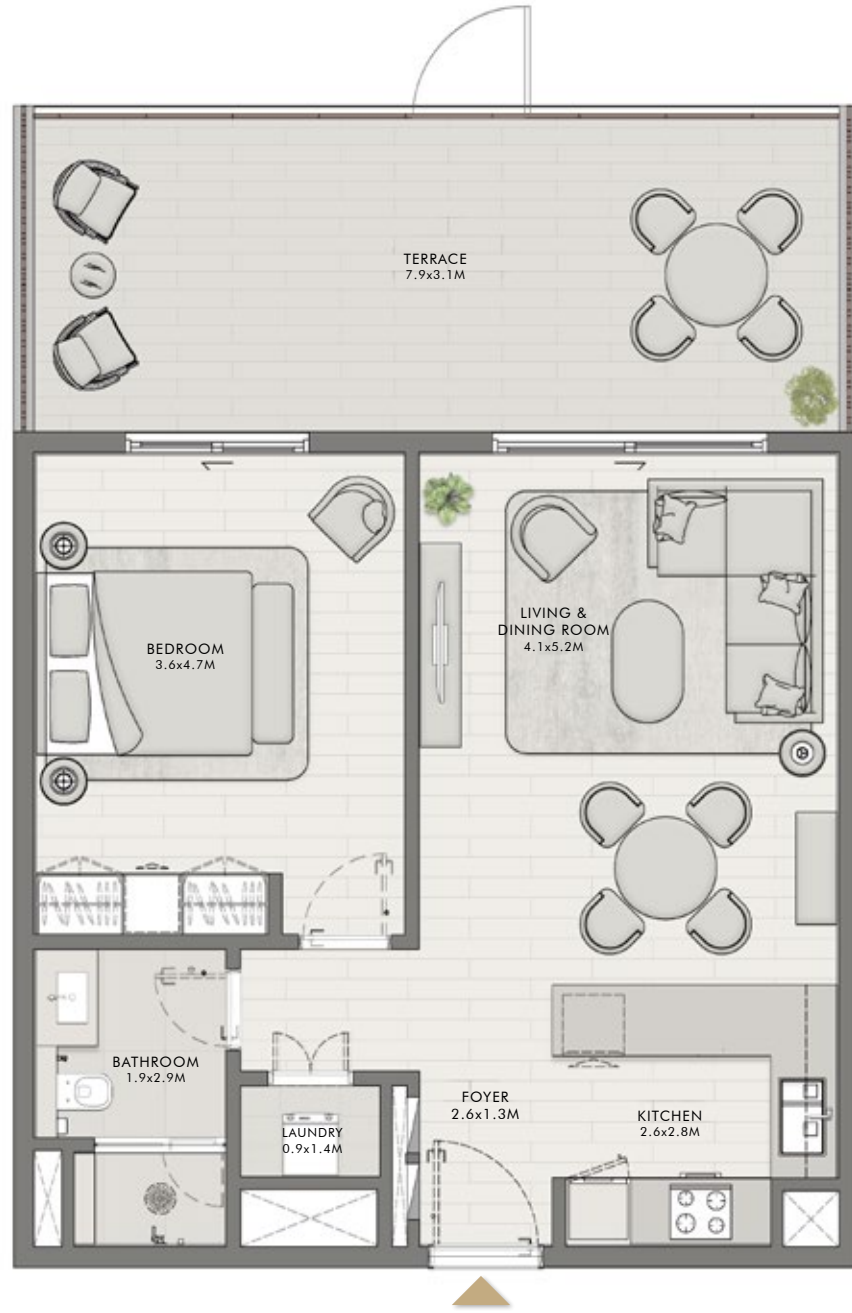 TERRACE
7.9x3.1M
LIVING &
DINING ROOM
4.1x5.2M
BEDROOM
3.6x4.7M
BATHROOM
1.9x2.9M
FOYER
2.6x1.3M
KITCHEN
2.6x2.8M
LAUNDRY
0.9x1.4M